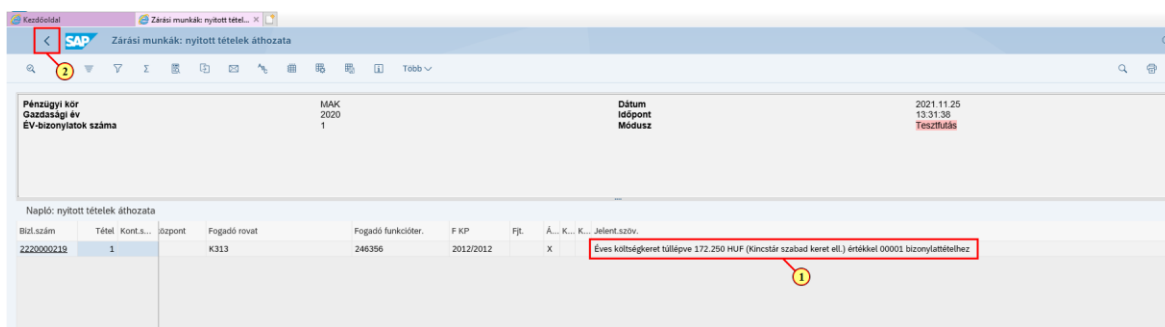 Kezdőoldal
Zárási munkák: nyitott tétel...
SAP
Zárási munkák: nyitott tételek áthozata
2
Több
Pénzügyi kör MAK Dátum 2021.11.25
Gazdasági év 2020 Időpont 13:31:38
ÉV-bizonylatok száma 1 Módusz Tesztfutás
Napló: nyitott tételek áthozata
Bizl.szám Tétel Kont.s... özpont Fogadó rovat Fogadó funkcióter. F KP Fjt. Á... K... K... Jelent.szöv.
2220000219 1 K313 246356 2012/2012 X Éves költségkeret túllépve 172.250 HUF (Kincstár szabad keret ell.) értékkel 00001 bizonylattételhez
1